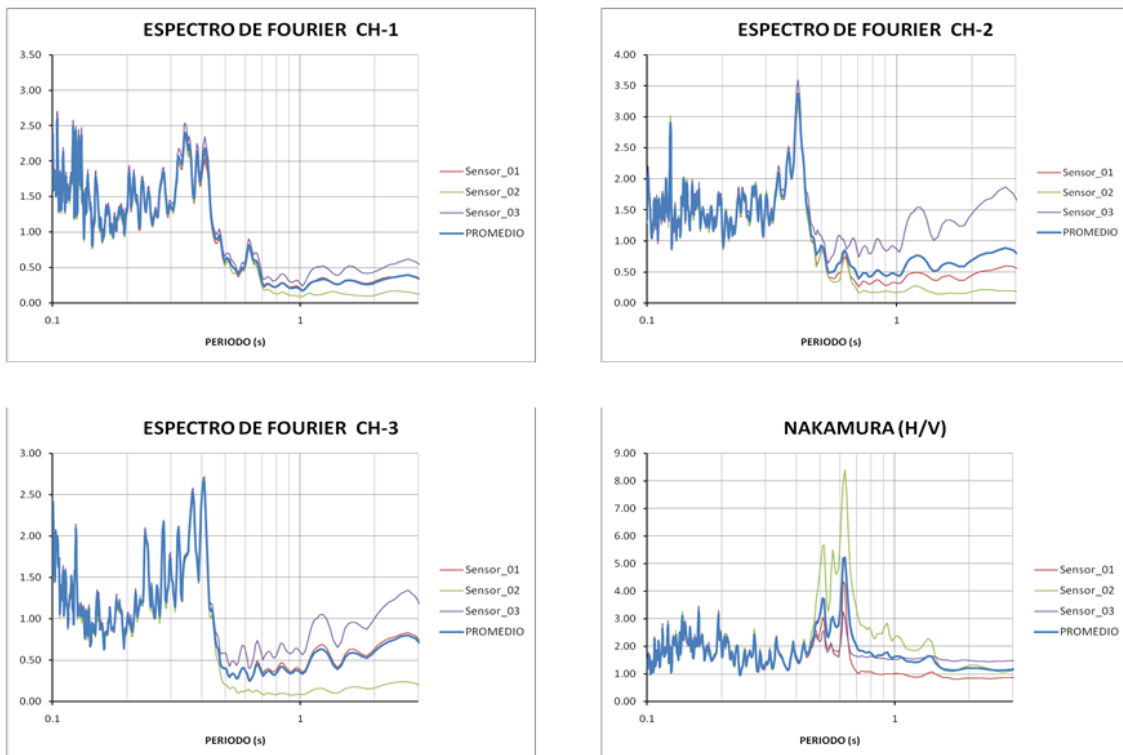 ESPECTRO DE FOURIER CH-1
3.50
3.00
2.50
2.00
1.50
1.00
0.50
0.00
0.1
1
PERIODO (s)
Sensor_01
Sensor_02
Sensor_03
PROMEDIO
ESPECTRO DE FOURIER CH-2
4.00
3.50
3.00
2.50
2.00
1.50
1.00
0.50
0.00
0.1
1
PERIODO (s)
Sensor_01
Sensor_02
Sensor_03
PROMEDIO
ESPECTRO DE FOURIER CH-3
3.00
2.50
2.00
1.50
1.00
0.50
0.00
0.1
1
PERIODO (s)
Sensor_01
Sensor_02
Sensor_03
PROMEDIO
NAKAMURA (H/V)
9.00
8.00
7.00
6.00
5.00
4.00
3.00
2.00
1.00
0.00
0.1
1
PERIODO (s)
Sensor_01
Sensor_02
Sensor_03
PROMEDIO